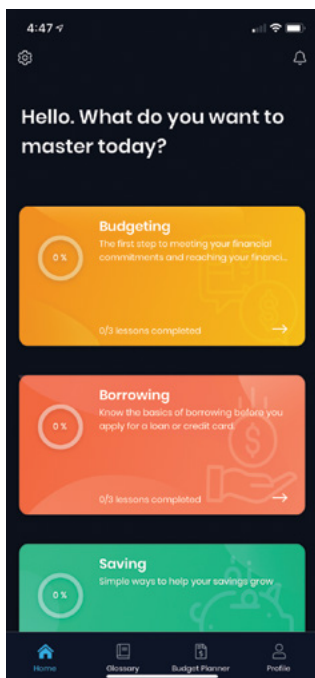 4:47
Hello. What do you want to
master today?
Budgeting
The first step to meeting your financial
commitments and reaching your financi...
0%
0/3 lessons completed
Borrowing
Know the basics of borrowing before you
apply for a loan or credit card
0%
0/3 lessons completed
Saving
Simple ways to help your savings grow
0%
Home Glossary Budget Planner Profile